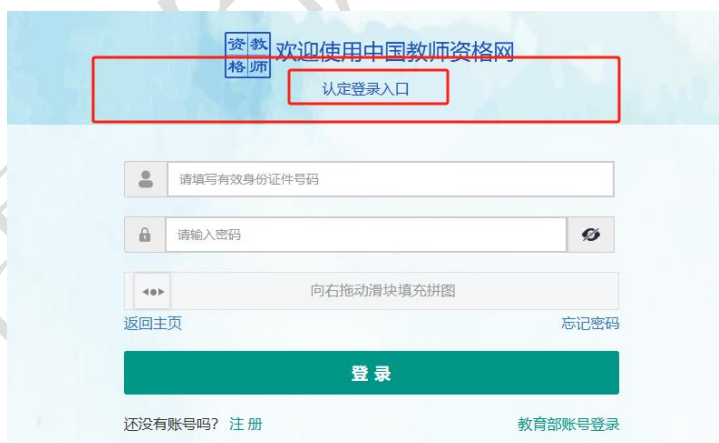 资教
格师
欢迎使用中国教师资格网
认定登录入口
请填写有效身份证件号码
请输入密码
向右拖动滑块填充拼图
返回主页 忘记密码
登录
还没有账号吗? 注册 教育部账号登录